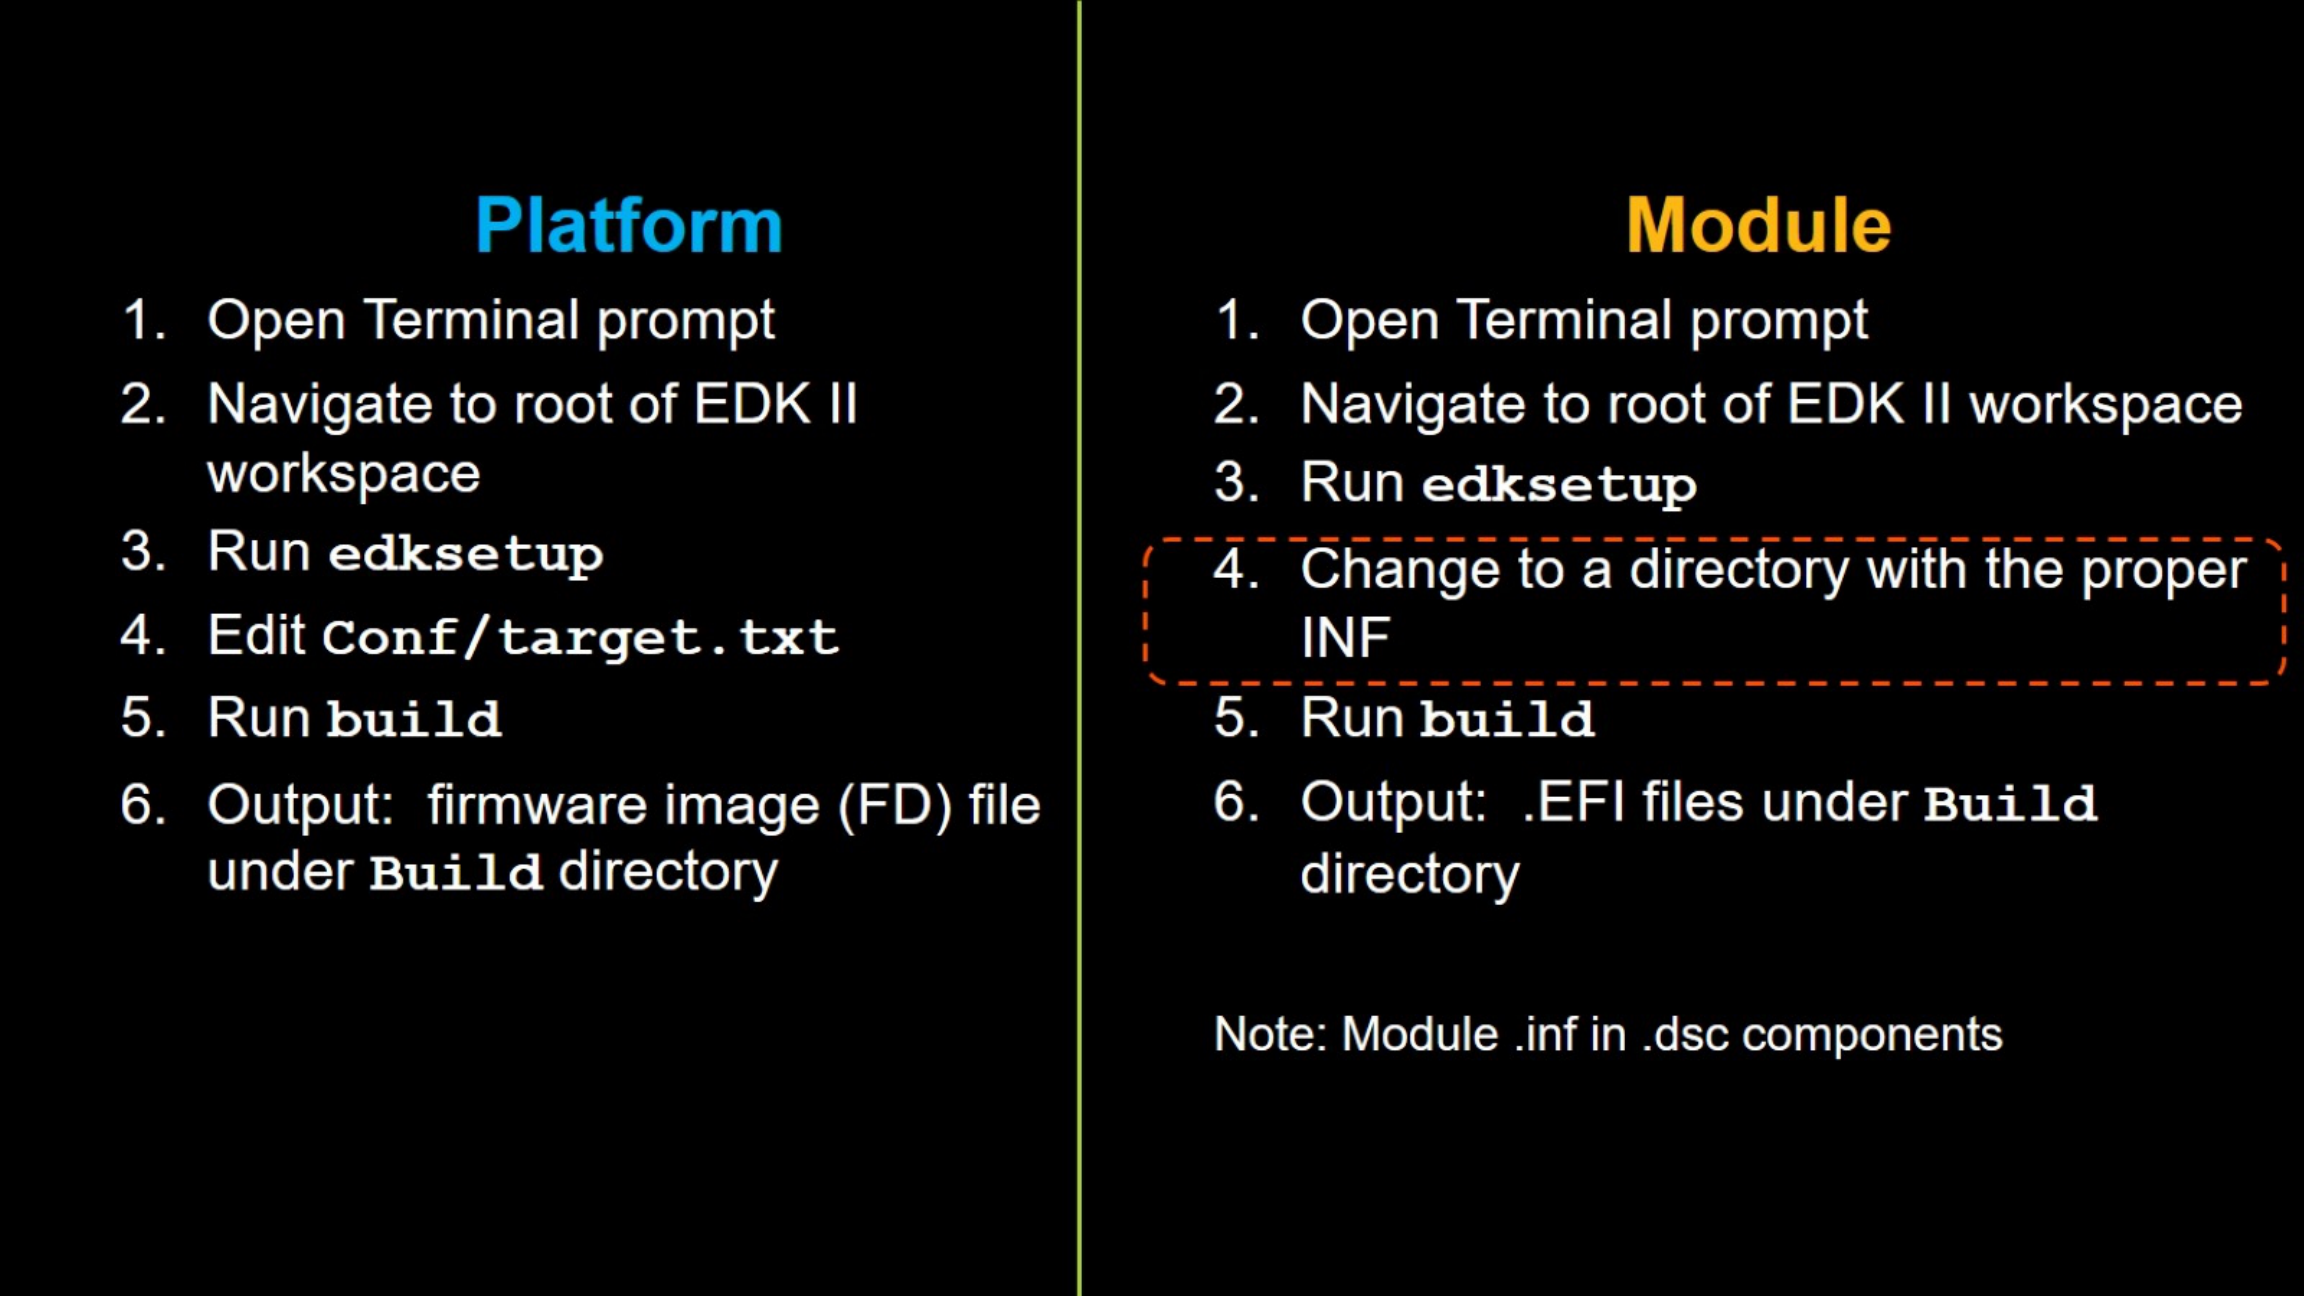 Platform
1. Open Terminal prompt
2. Navigate to root of EDK II
workspace
3. Run edksetup
4. Edit Conf/target.txt
5. Run build
6. Output:  firmware image (FD) file
under Build directory
Module
1. Open Terminal prompt
2. Navigate to root of EDK II workspace
3. Run edksetup
4. Change to a directory with the proper
INF
5. Run build
6. Output:  .EFI files under Build
directory
Note: Module .inf in .dsc components